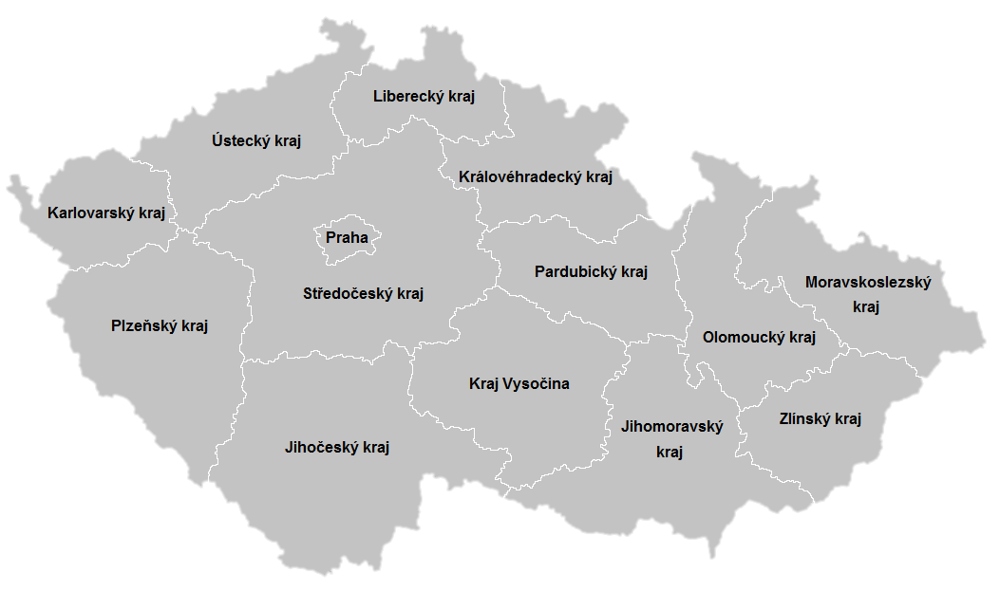 Liberecký kraj
Ústecký kraj
Královéhradecký kraj
Karlovarský kraj
Praha
Pardubický kraj
Moravskoslezský
kraj
Středočeský kraj
Plzeňský kraj
Olomoucký kraj
Kraj Vysočina
Zlínský kraj
Jihomoravský
kraj
Jihočeský kraj